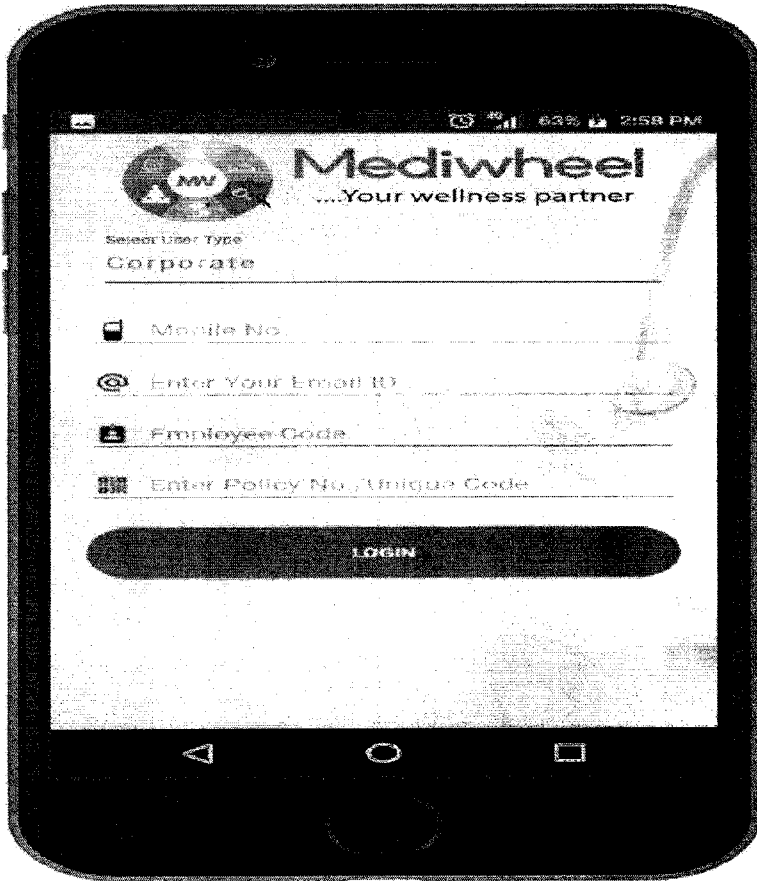 4G 63% 2:58 PM
MW
Mediwheel
....Your wellness partner
Select User Type
Corporate
Mobile No.
Enter Your Email ID
Employee Code
Enter Policy No./Unique Code
LOGIN